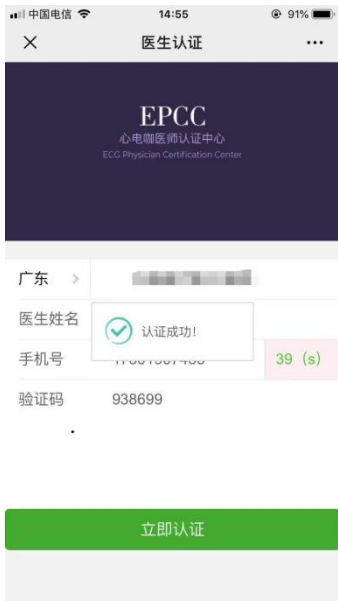 中国电信 14:55 91%
医生认证
EPCC
心电咖医师认证中心
ECG Physician Certification Center
广东
医生姓名
认证成功!
手机号 39 (s)
验证码 938699
立即认证